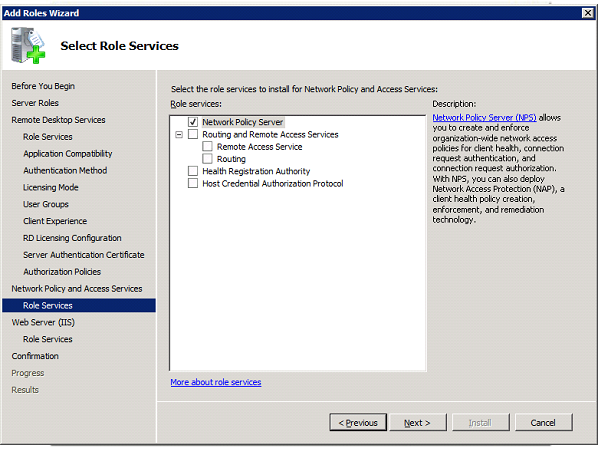 Add Roles Wizard
Select Role Services
Before You Begin
Server Roles
Remote Desktop Services
Role Services
Application Compatibility
Authentication Method
Licensing Mode
User Groups
Client Experience
RD Licensing Configuration
Server Authentication Certificate
Authorization Policies
Network Policy and Access Services
Role Services
Web Server (IIS)
Role Services
Confirmation
Progress
Results
Select the role services to install for Network Policy and Access Services:
Role services:
Network Policy Server
Routing and Remote Access Services
Remote Access Service
Routing
Health Registration Authority
Host Credential Authorization Protocol
More about role services
Description:
Network Policy Server (NPS) allows
you to create and enforce
organization-wide network access
policies for client health, connection
request authentication, and
connection request authorization.
With NPS, you can also deploy
Network Access Protection (NAP), a
client health policy creation,
enforcement, and remediation
technology.
< Previous
Next >
Install
Cancel